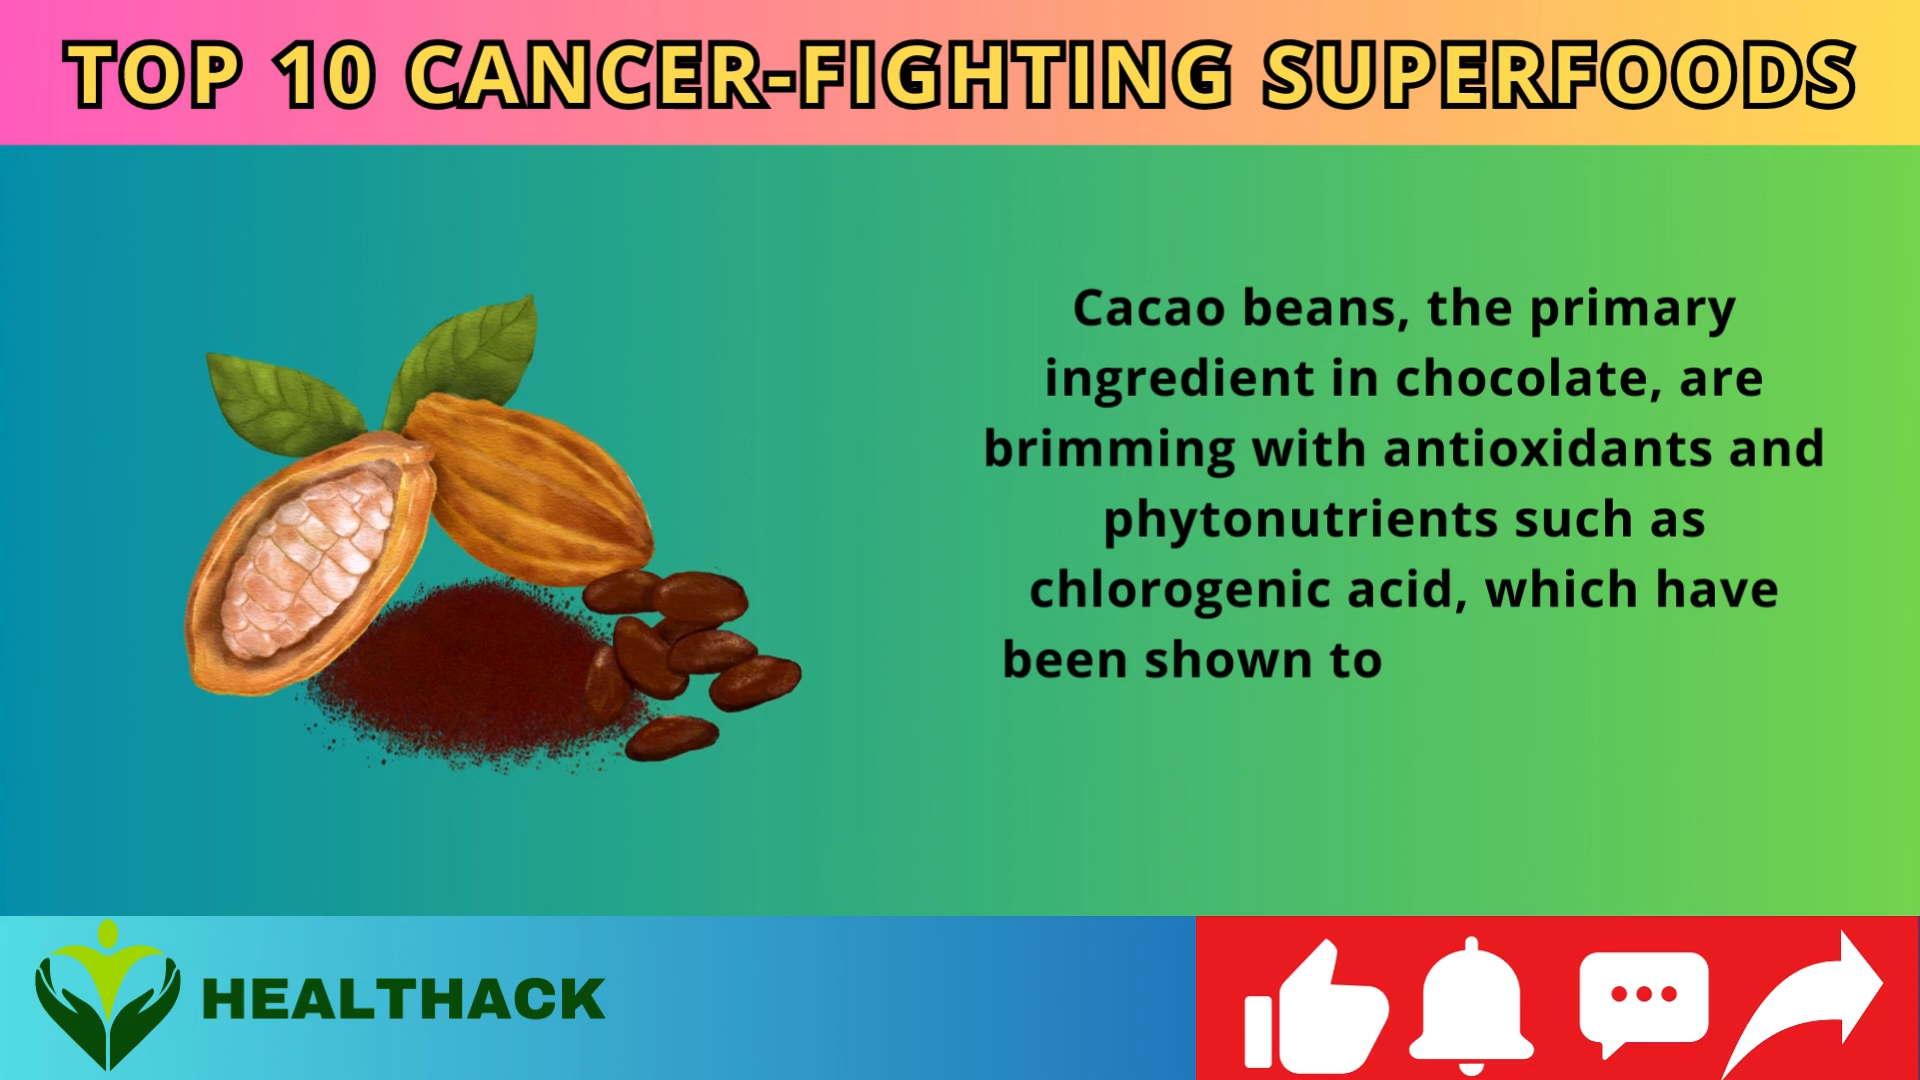 TOP 10 CANCER-FIGHTING SUPERFOODS
Cacao beans, the primary
ingredient in chocolate, are
brimming with antioxidants and
phytonutrients such as
chlorogenic acid, which have
been shown to
HEALTHACK